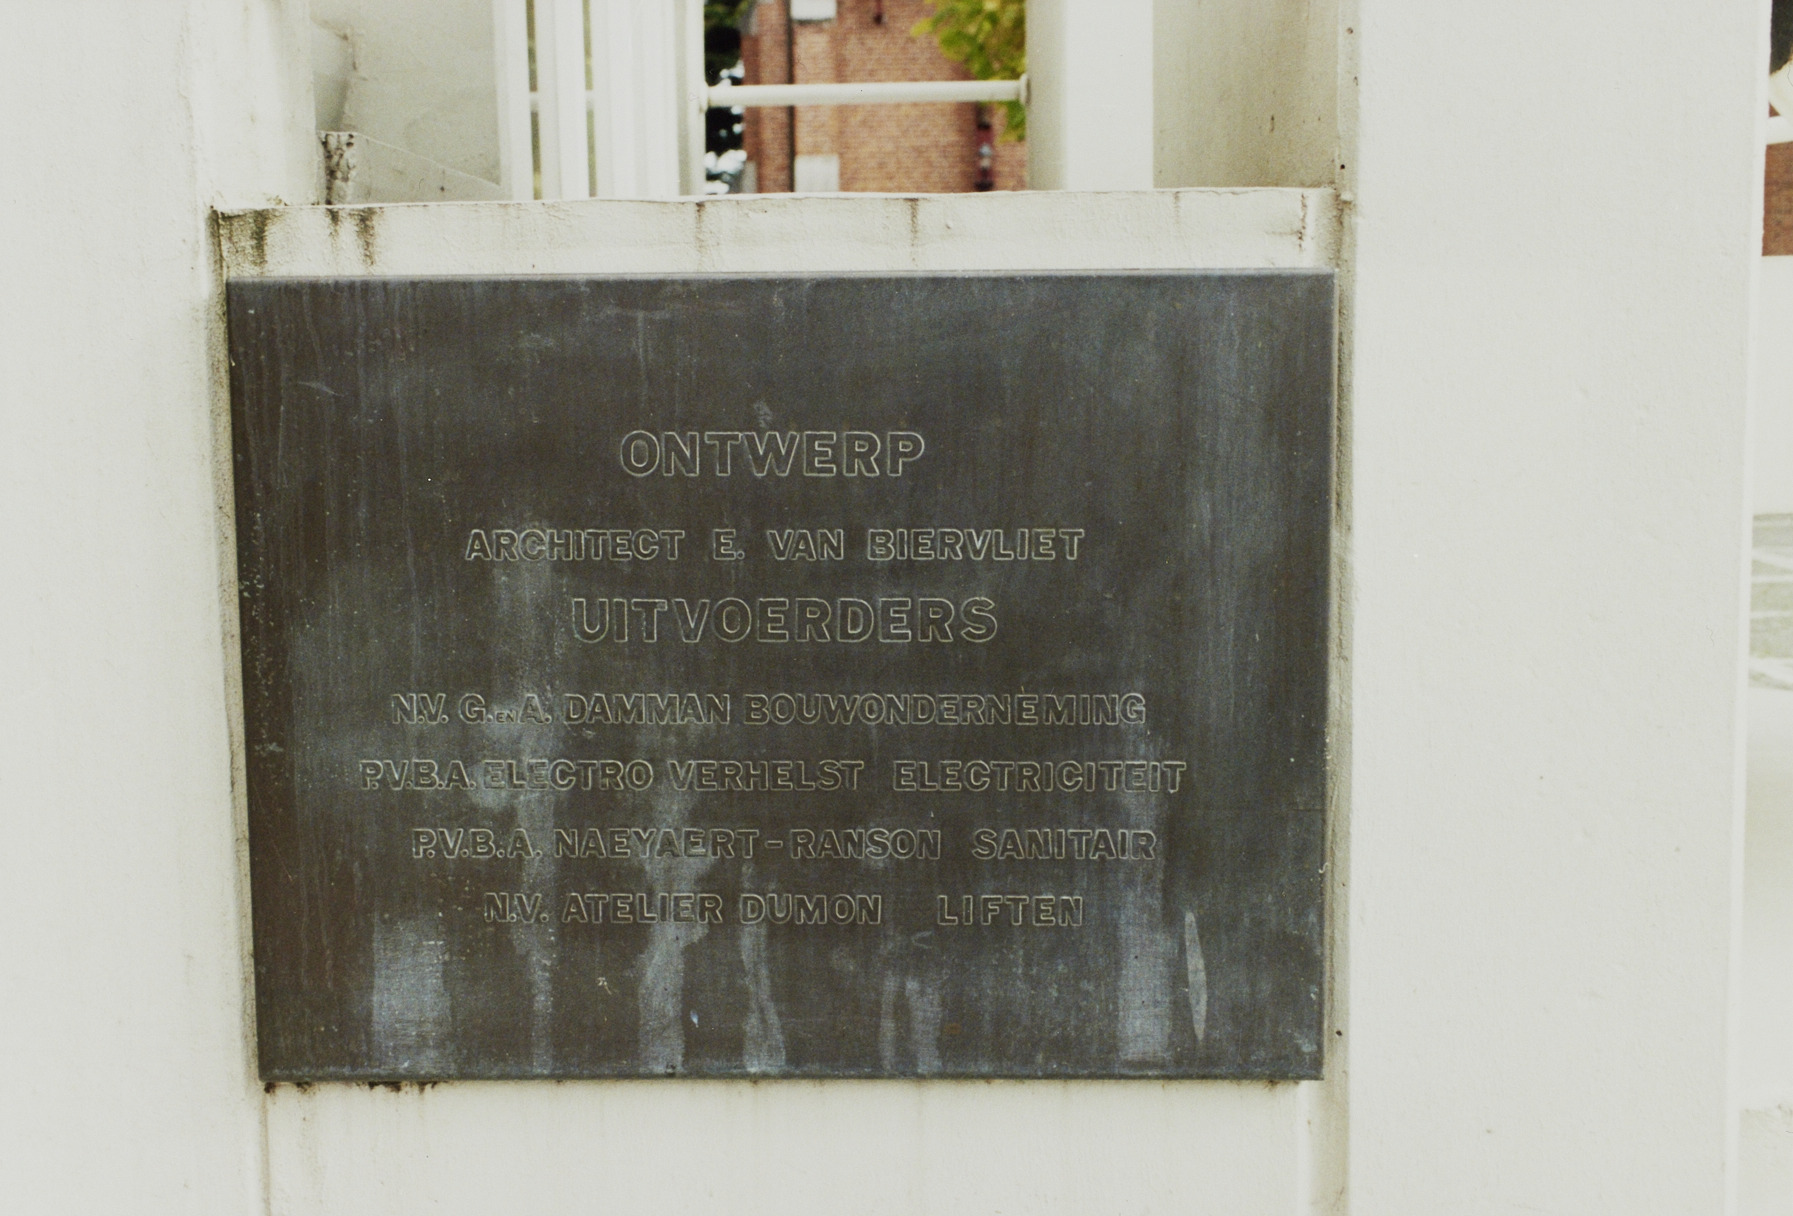 ONTWERP
ARCHITECT E. VAN BIERVLIET
UITVOERDERS
N.V. G. EN A. DAMMAN BOUWONDERNEMING
P.V.B.A. ELECTRO VERHELST ELECTRICITEIT
P.V.B.A. NAEYAERT-RANSON SANITAIR
N.V. ATELIER DUMON LIFTEN